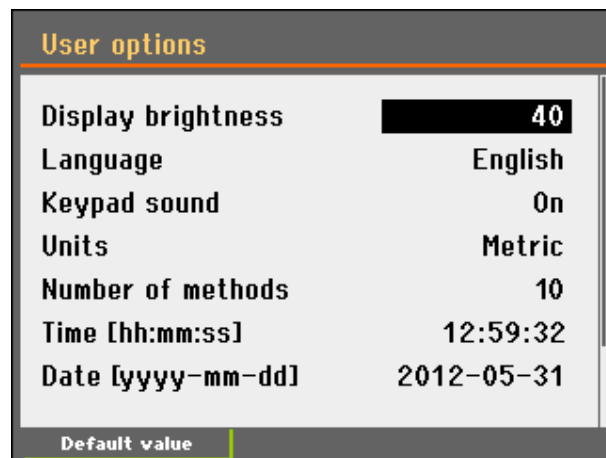 User options
Display brightness 40
Language English
Keypad sound On
Units Metric
Number of methods 10
Time [hh:mm:ss] 12:59:32
Date [yyyy-mm-dd] 2012-05-31
Default value